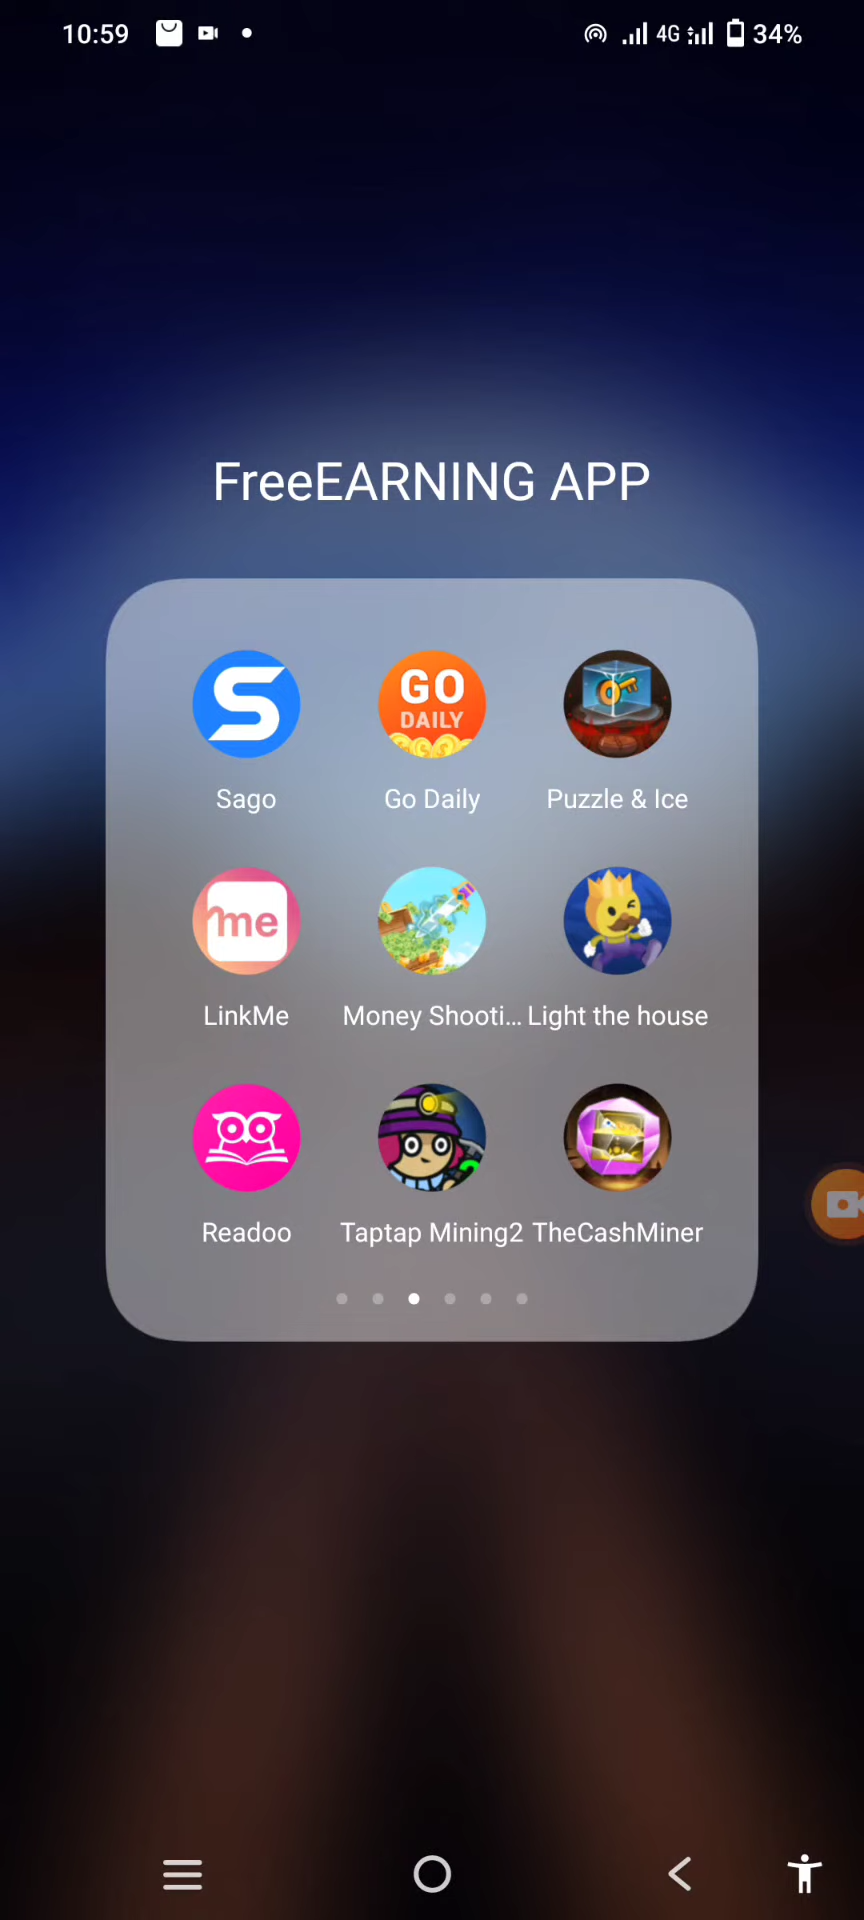 10:59 4G 34%
FreeEARNING APP
S GO DAILY
Sago Go Daily Puzzle & Ice
me
LinkMe Money Shooti... Light the house
Readoo Taptap Mining2 TheCashMiner